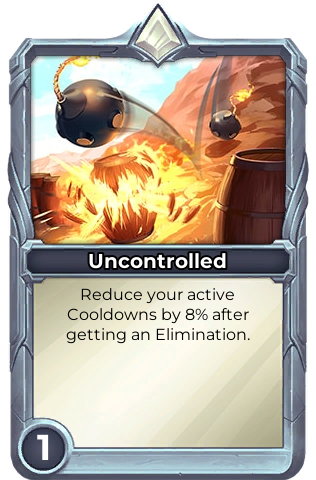 Uncontrolled
Reduce your active
Cooldowns by 8% after
getting an Elimination.
1